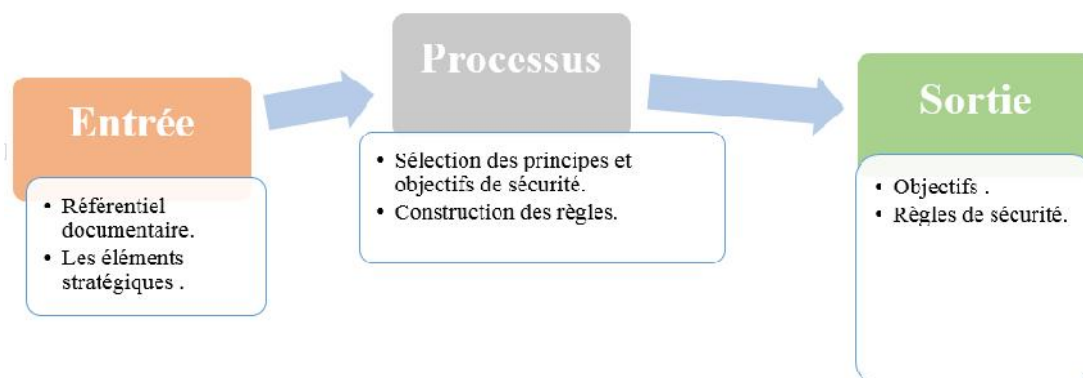 Entrée
• Référentiel
documentaire.
• Les éléments
stratégiques .
Processus
• Sélection des principes et
objectifs de sécurité.
• Construction des règles.
Sortie
• Objectifs .
• Règles de sécurité.